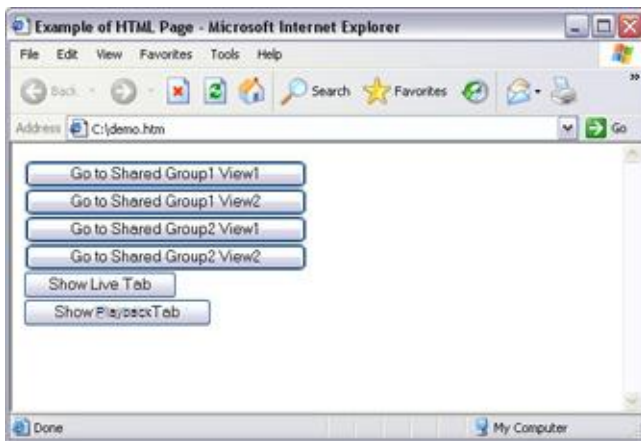 Example of HTML Page - Microsoft Internet Explorer
File Edit View Favorites Tools Help
Back Search Favorites
Address C:\demo.htm Go
Go to Shared Group1 View1
Go to Shared Group1 View2
Go to Shared Group2 View1
Go to Shared Group2 View2
Show Live Tab
Show Playback Tab
Done My Computer